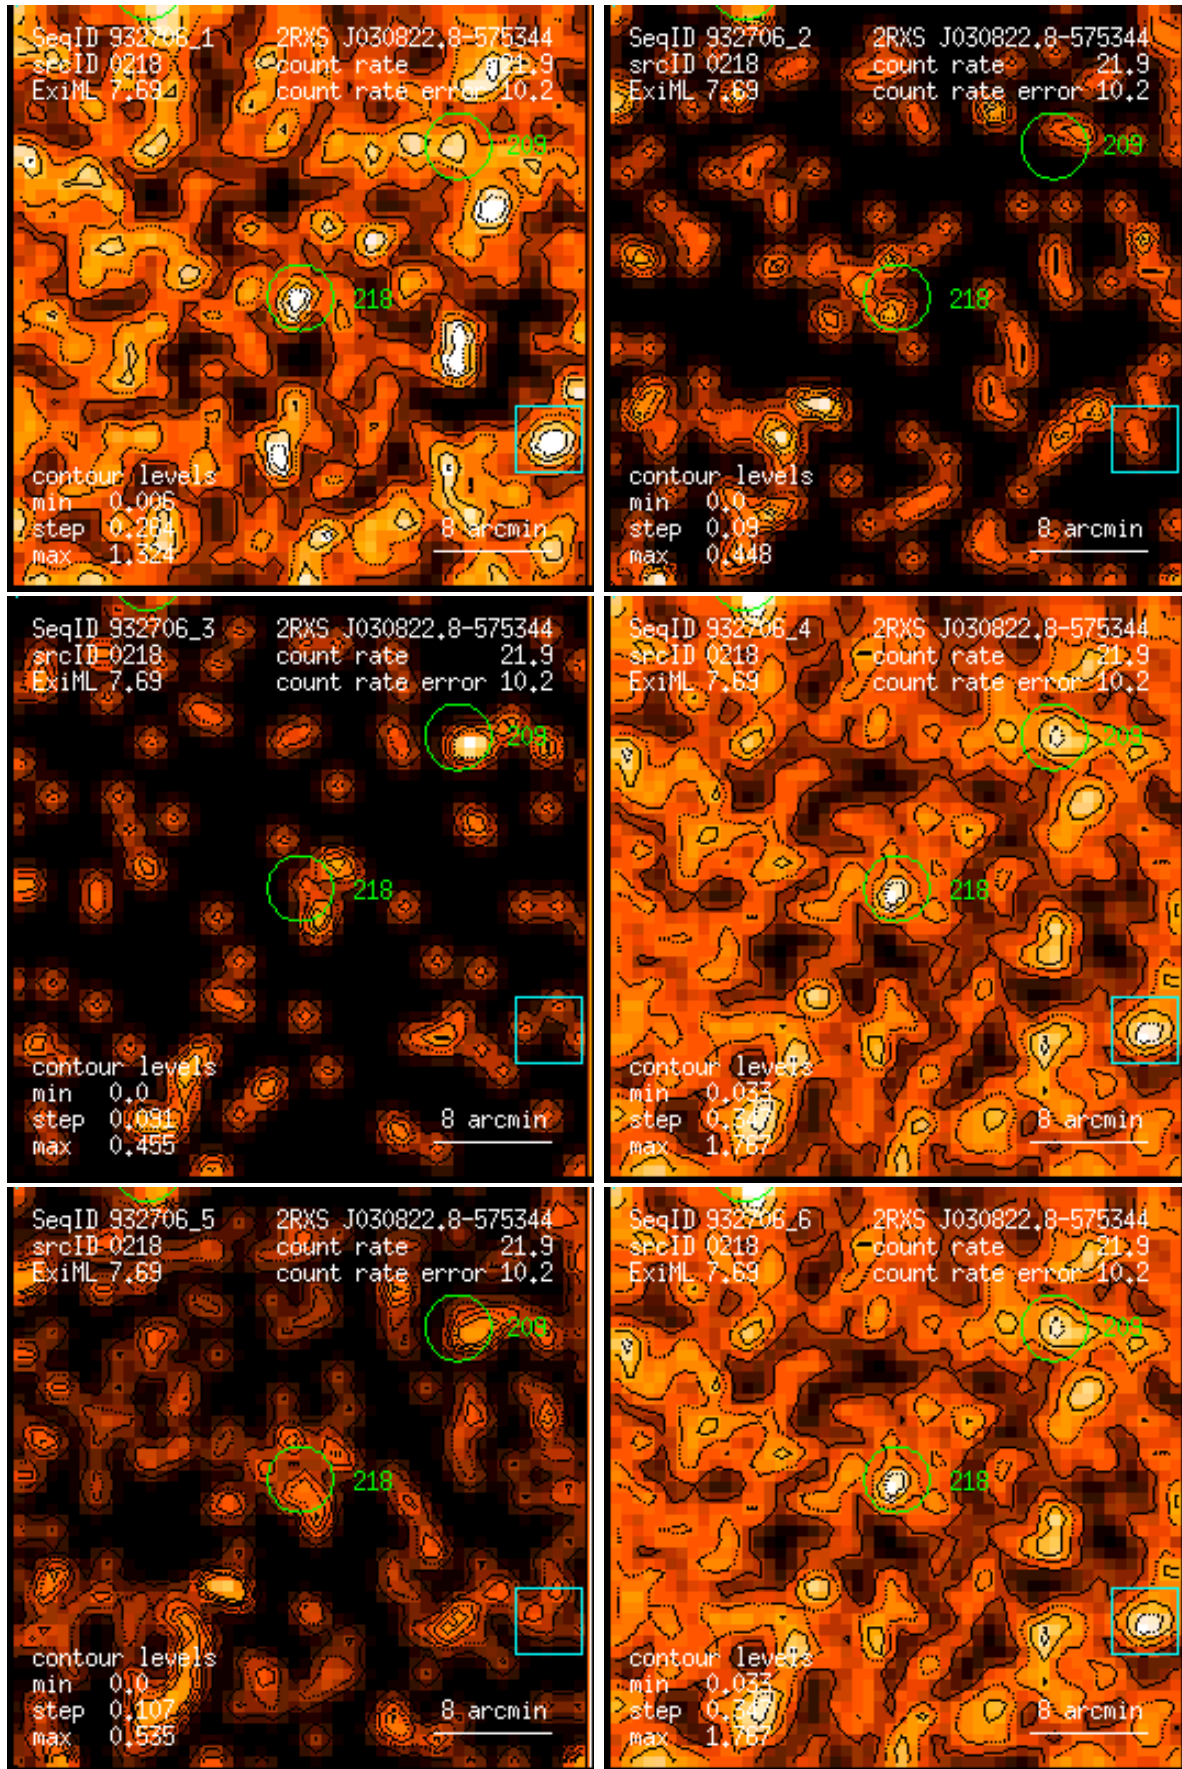 SeqID 932706_1 2RXS J030822.8-575344
srcID 0218 count rate 21.9
ExiML 7.69 count rate error 10.2
209
218
contour levels
min 0.006
step 0.264
max 1.324
8 arcmin
SeqID 932706_2 2RXS J030822.8-575344
srcID 0218 count rate 21.9
ExiML 7.69 count rate error 10.2
209
218
contour levels
min 0.0
step 0.09
max 0.448
8 arcmin
SeqID 932706_3 2RXS J030822.8-575344
srcID 0218 count rate 21.9
ExiML 7.69 count rate error 10.2
209
218
contour levels
min 0.0
step 0.091
max 0.455
8 arcmin
SeqID 932706_4 2RXS J030822.8-575344
srcID 0218 count rate 21.9
ExiML 7.69 count rate error 10.2
209
218
contour levels
min 0.033
step
max 1.767
8 arcmin
SeqID 932706_5 2RXS J030822.8-575344
srcID 0218 count rate 21.9
ExiML 7.69 count rate error 10.2
209
218
contour levels
min 0.0
step 0.107
max 0.535
8 arcmin
SeqID 932706_6 2RXS J030822.8-575344
srcID 0218 count rate 21.9
ExiML 7.69 count rate error 10.2
209
218
contour levels
min 0.033
step
max 1.767
8 arcmin